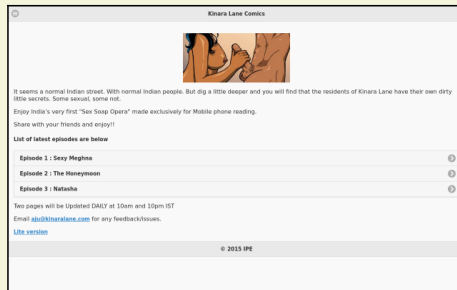 Kinara Lane Comics
It seems a normal Indian street. With normal Indian people. But dig a little deeper and you will find that the residents of Kinara Lane have their own dirty
little secrets. Some sexual, some not.
Enjoy India's very first "Sex Soap Opera" made exclusively for Mobile phone reading.
Share with your friends and enjoy!!
List of latest episodes are below
Episode 1 : Sexy Meghna
Episode 2 : The Honeymoon
Episode 3 : Natasha
Two pages will be Updated DAILY at 10am and 10pm IST
Email aju@kinaralane.com for any feedback/issues.
Lite version
© 2015 IPE